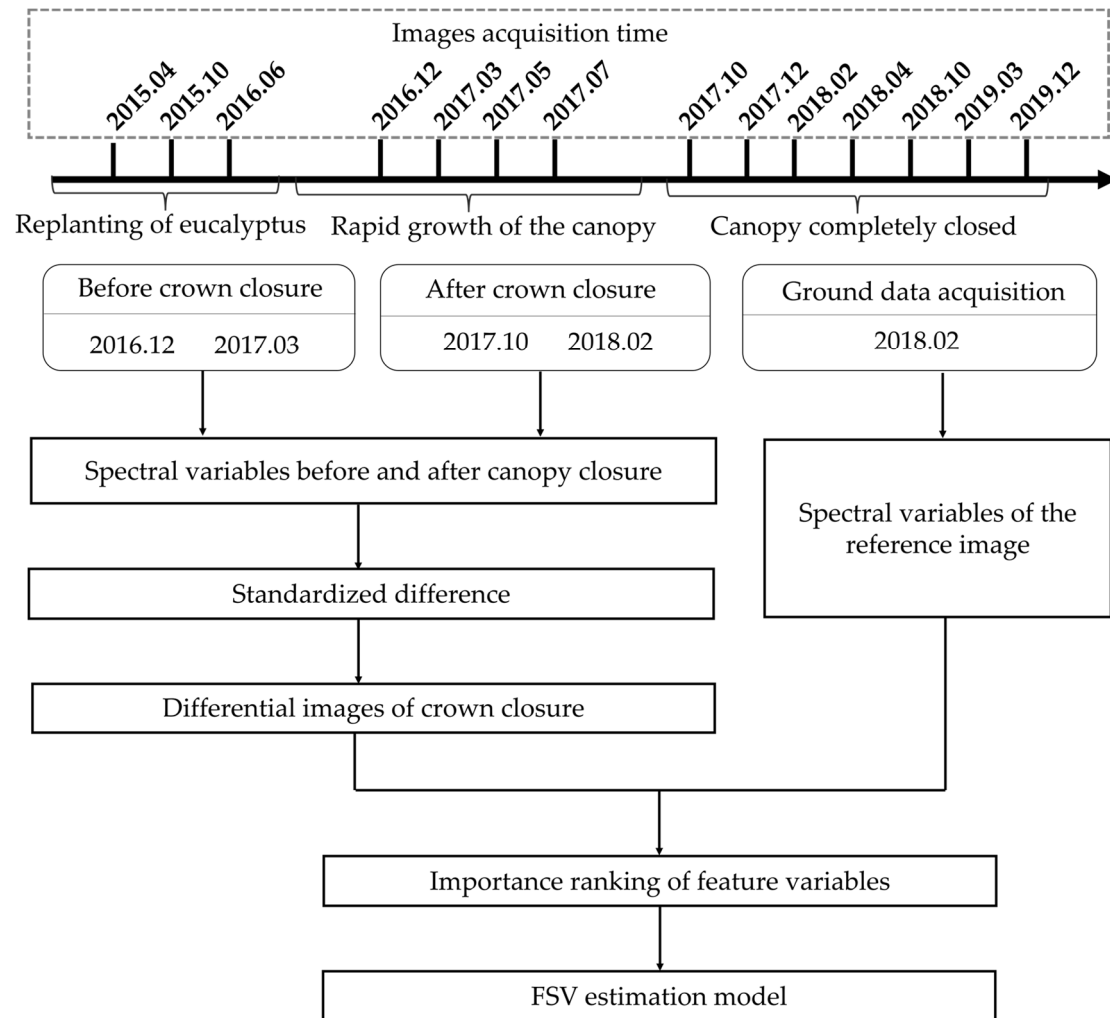 Images acquisition time
2015.04 2015.10 2016.06 2016.12 2017.03 2017.05 2017.07 2017.10 2017.12 2018.02 2018.04 2018.10 2019.03 2019.12
Replanting of eucalyptus Rapid growth of the canopy Canopy completely closed
Before crown closure
2016.12 2017.03
After crown closure
2017.10 2018.02
Ground data acquisition
2018.02
Spectral variables before and after canopy closure
Spectral variables of the
reference image
Standardized difference
Differential images of crown closure
Importance ranking of feature variables
FSV estimation model